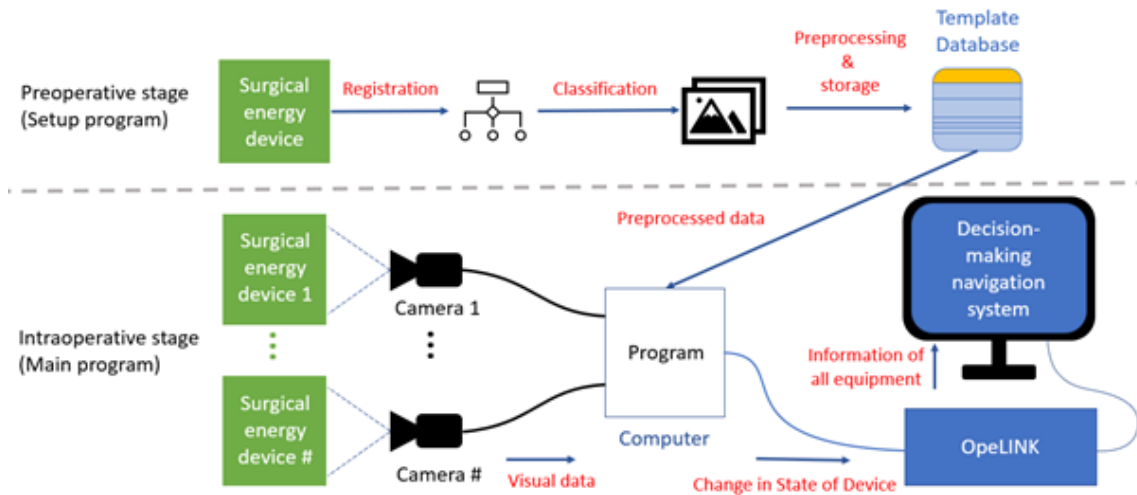 Preoperative stage
(Setup program)
Surgical
energy
device
Registration
Classification
Preprocessing
&
storage
Template
Database
Preprocessed data
Intraoperative stage
(Main program)
Surgical
energy
device 1
Camera 1
Surgical
energy
device #
Camera #
Visual data
Program
Computer
Change in State of Device
Decision-
making
navigation
system
Information of
all equipment
OpeLINK